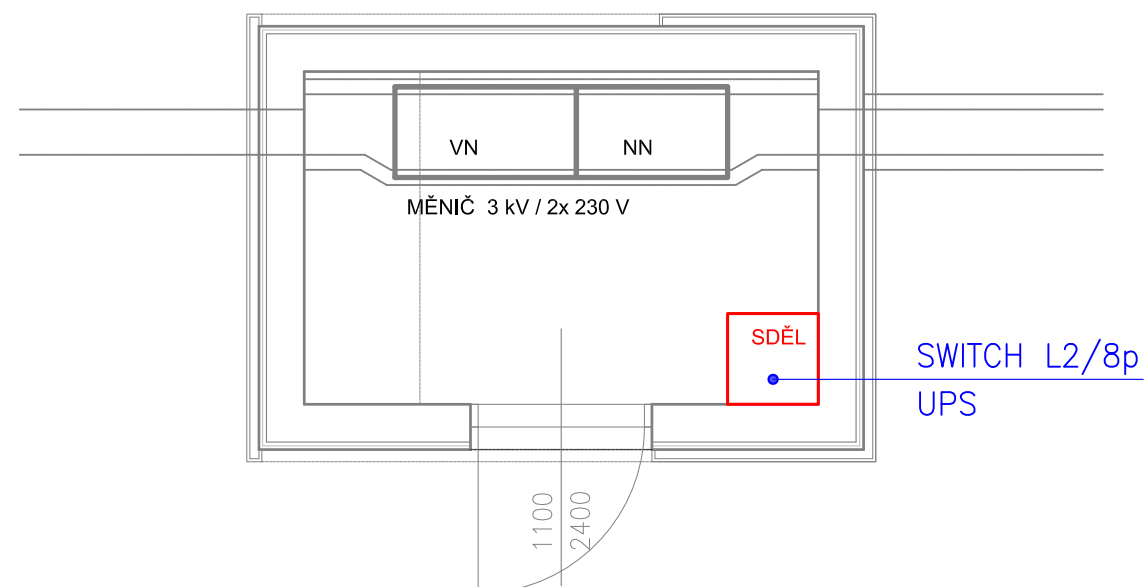 VN
NN
MĚNIČ 3 kV / 2x 230 V
SDĚL
SWITCH L2/8p
UPS
1100
2400